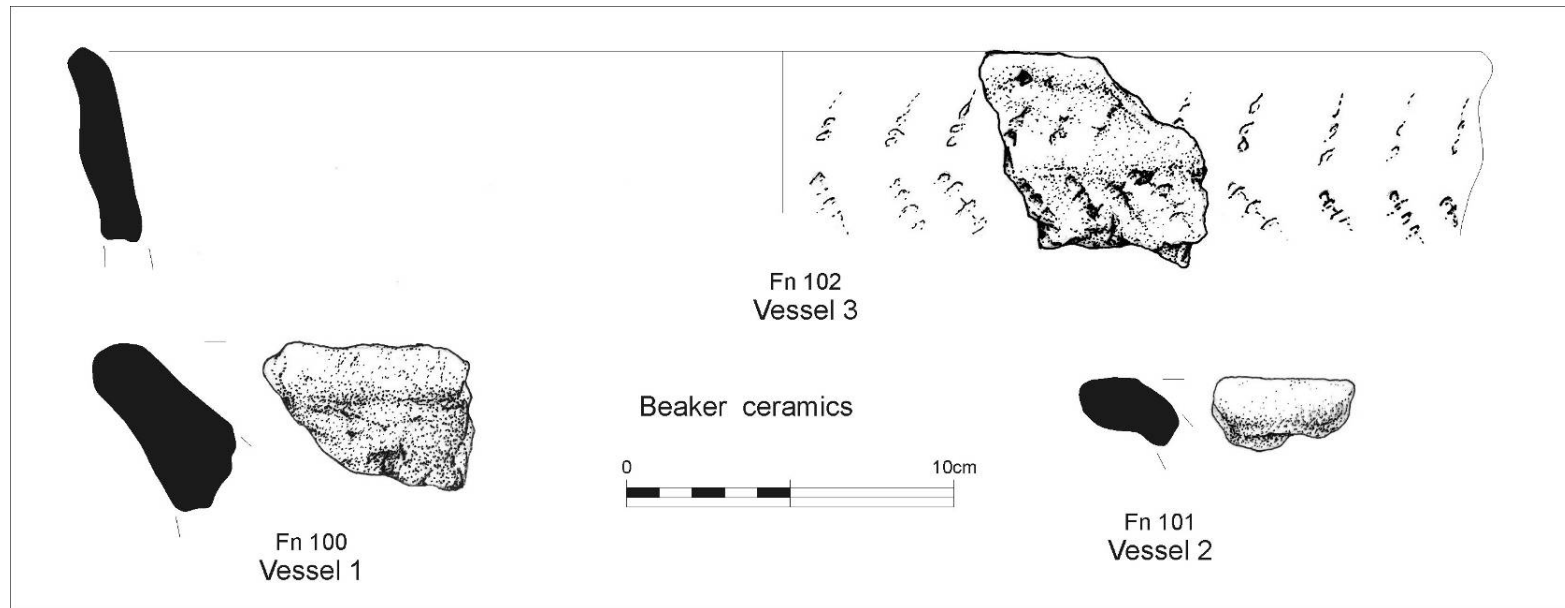 Fn 102
Vessel 3
Beaker ceramics
0 10cm
Fn 100
Vessel 1
Fn 101
Vessel 2